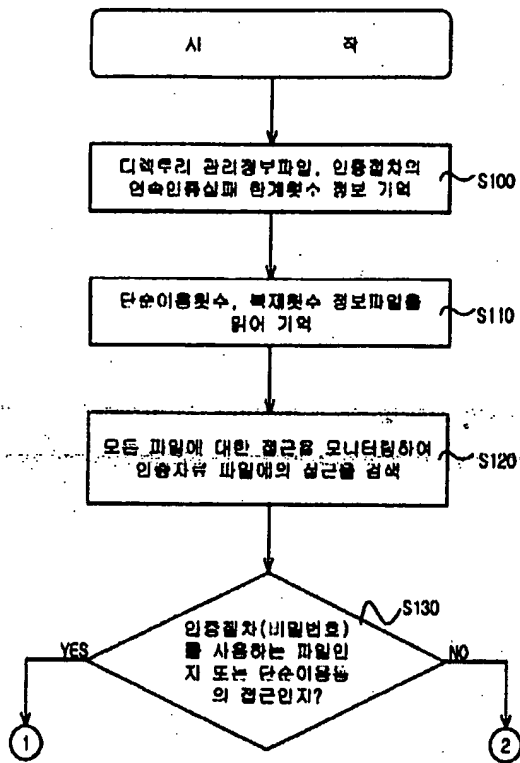 시 작
디렉토리 관리정보파일, 인증절차의
연속인증실패 한계횟수 정보 기억
S100
단순이용횟수, 복제횟수 정보파일을
읽어 기억
S110
모든 파일에 대한 접근을 모니터링하여
인증자류 파일에의 접근을 검색
S120
S130
인증절차(비밀번호)
를 사용하는 파일인
지 또는 단순이용등
의 접근인지?
YES
NO
1
2